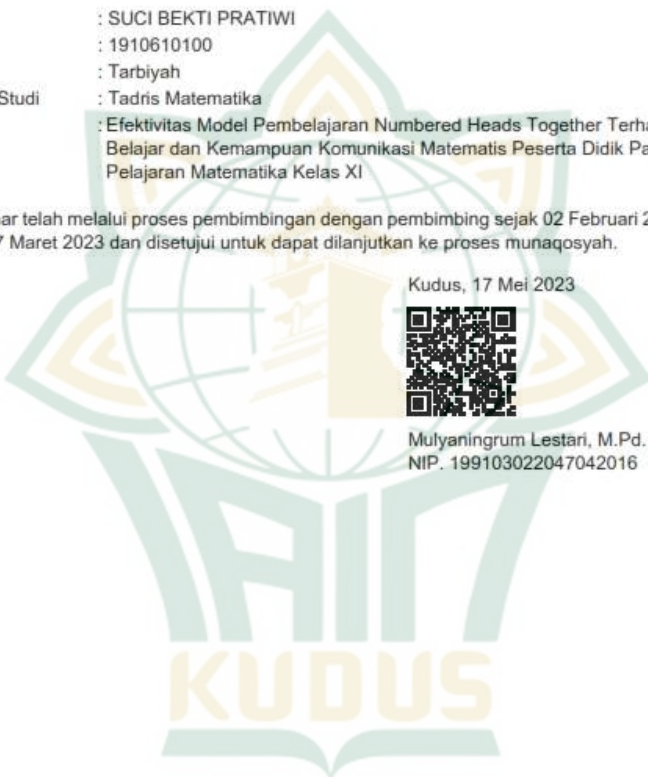 : SUCI BEKTI PRATIWI
: 1910610100
: Tarbiyah
Studi : Tadris Matematika
: Efektivitas Model Pembelajaran Numbered Heads Together
Belajar dan Kemampuan Komunikasi Matematis Peserta Didik
Pelajaran Matematika Kelas XI
telah melalui proses pembimbingan dengan pembimbing sejak 02 Februari
Maret 2023 dan disetujui untuk dapat dilanjutkan ke proses munaqosyah.
Kudus, 17 Mei 2023
Mulyaningrum Lestari, M.Pd.
NIP. 199103022047042016
IAIN
KUDUS